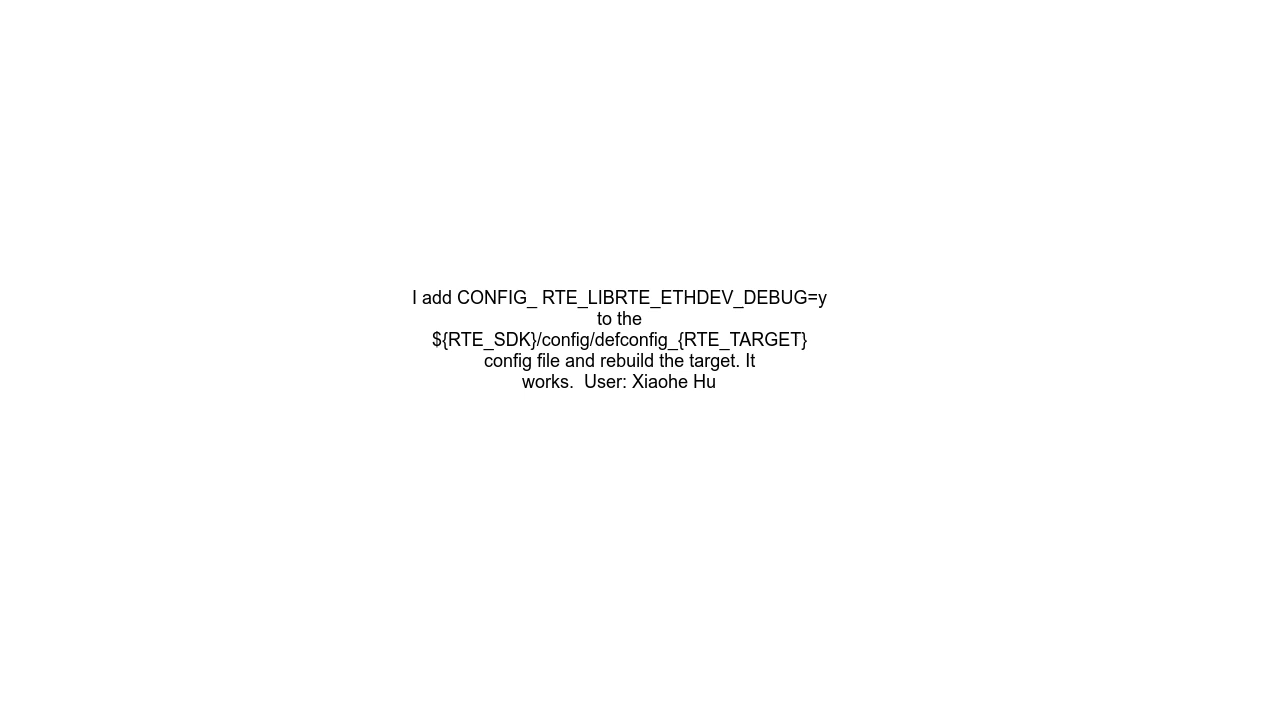 I add CONFIG_ RTE_LIBRTE_ETHDEV_DEBUG=y
to the
${RTE_SDK}/config/defconfig_{RTE_TARGET}
config file and rebuild the target. It
works.  User: Xiaohe Hu